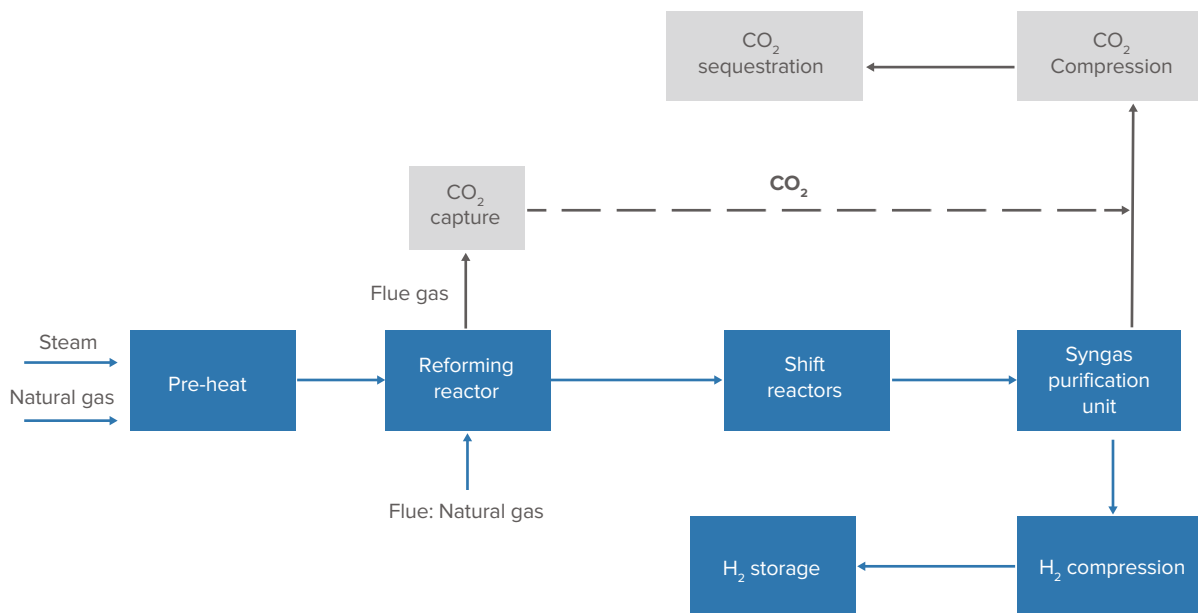 CO₂
sequestration
CO₂
Compression
CO₂
capture
CO₂
Flue gas
Steam
Natural gas
Pre-heat
Reforming
reactor
Shift
reactors
Syngas
purification
unit
Flue: Natural gas
H₂ storage
H₂ compression